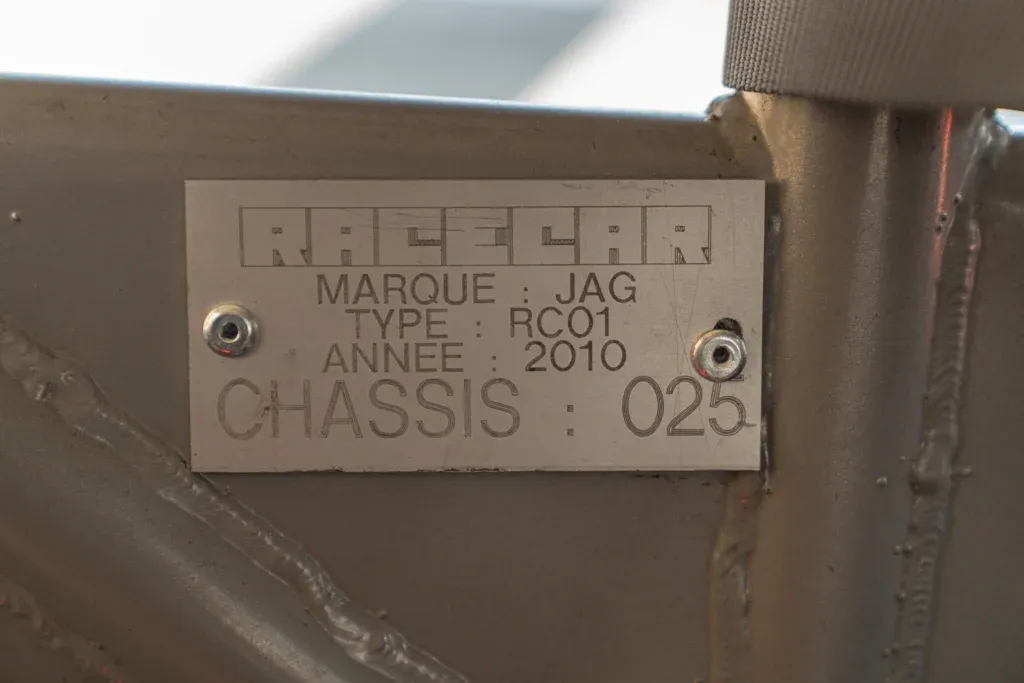 RACECAR
MARQUE : JAG
TYPE : RC01
ANNEE : 2010
CHASSIS : 025